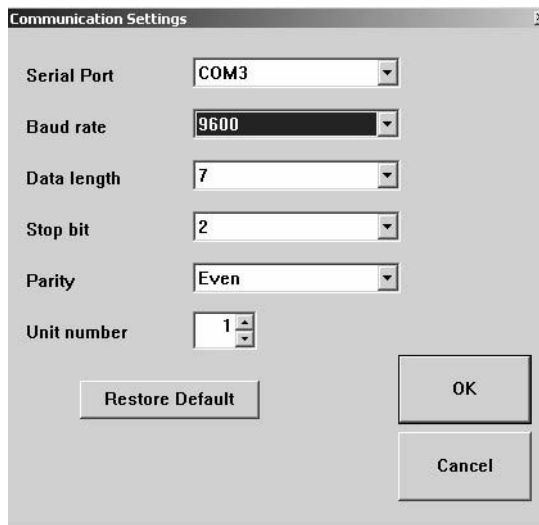 Communication Settings
Serial Port COM3
Baud rate 9600
Data length 7
Stop bit 2
Parity Even
Unit number 1
Restore Default
OK
Cancel